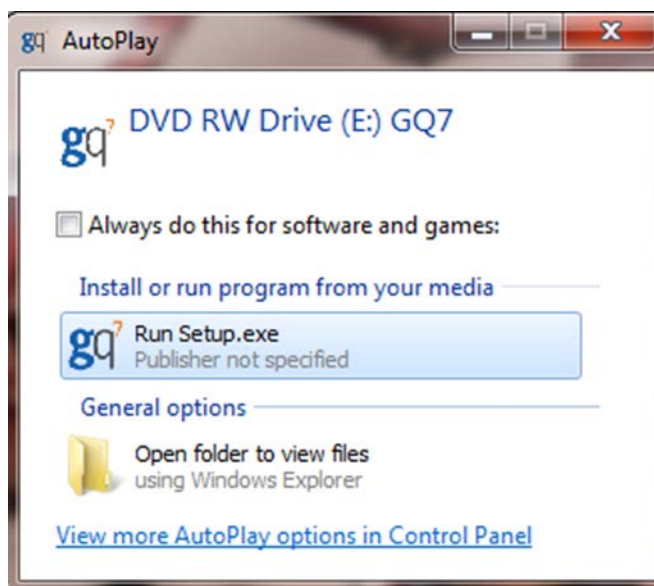 gq AutoPlay
gq7 DVD RW Drive (E:) GQ7
Always do this for software and games:
Install or run program from your media
gq7 Run Setup.exe
Publisher not specified
General options
Open folder to view files
using Windows Explorer
View more AutoPlay options in Control Panel